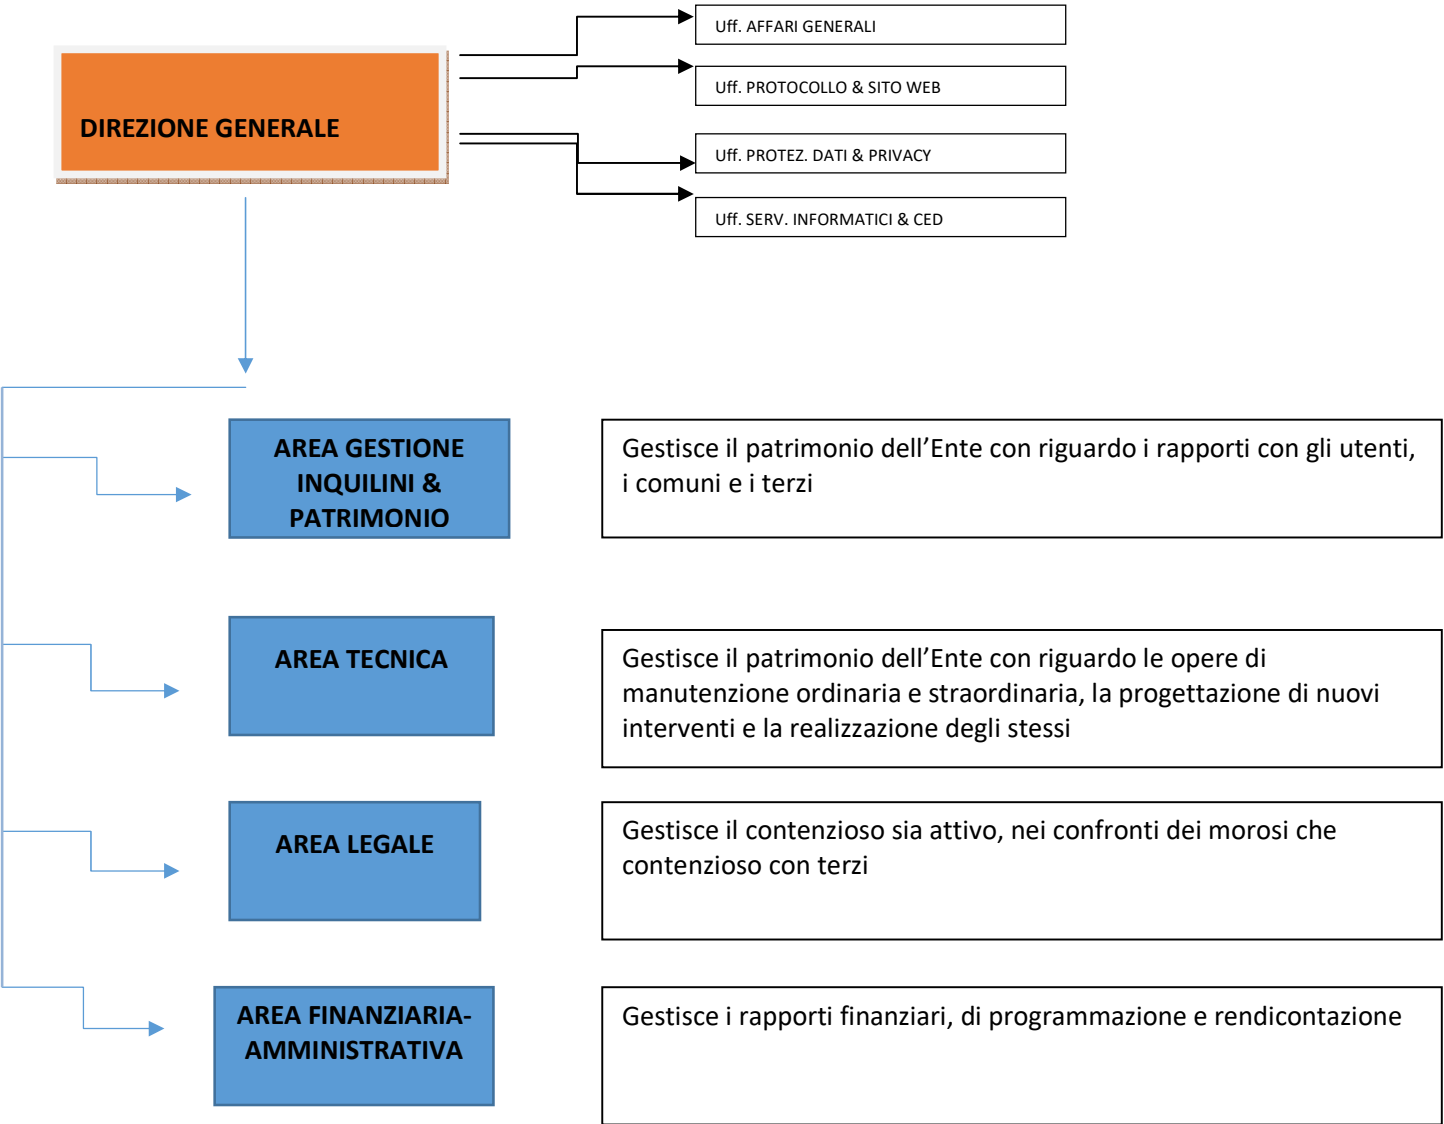 Uff. AFFARI GENERALI
DIREZIONE GENERALE
Uff. PROTOCOLLO & SITO WEB
Uff. PROTEZ. DATI & PRIVACY
Uff. SERV. INFORMATICI & CED
AREA GESTIONE
INQUILINI &
PATRIMONIO
Gestisce il patrimonio dell’Ente con riguardo i rapporti con gli utenti,
i comuni e i terzi
AREA TECNICA
Gestisce il patrimonio dell’Ente con riguardo le opere di
manutenzione ordinaria e straordinaria, la progettazione di nuovi
interventi e la realizzazione degli stessi
AREA LEGALE
Gestisce il contenzioso sia attivo, nei confronti dei morosi che
contenzioso con terzi
AREA FINANZIARIA-
AMMINISTRATIVA
Gestisce i rapporti finanziari, di programmazione e rendicontazione